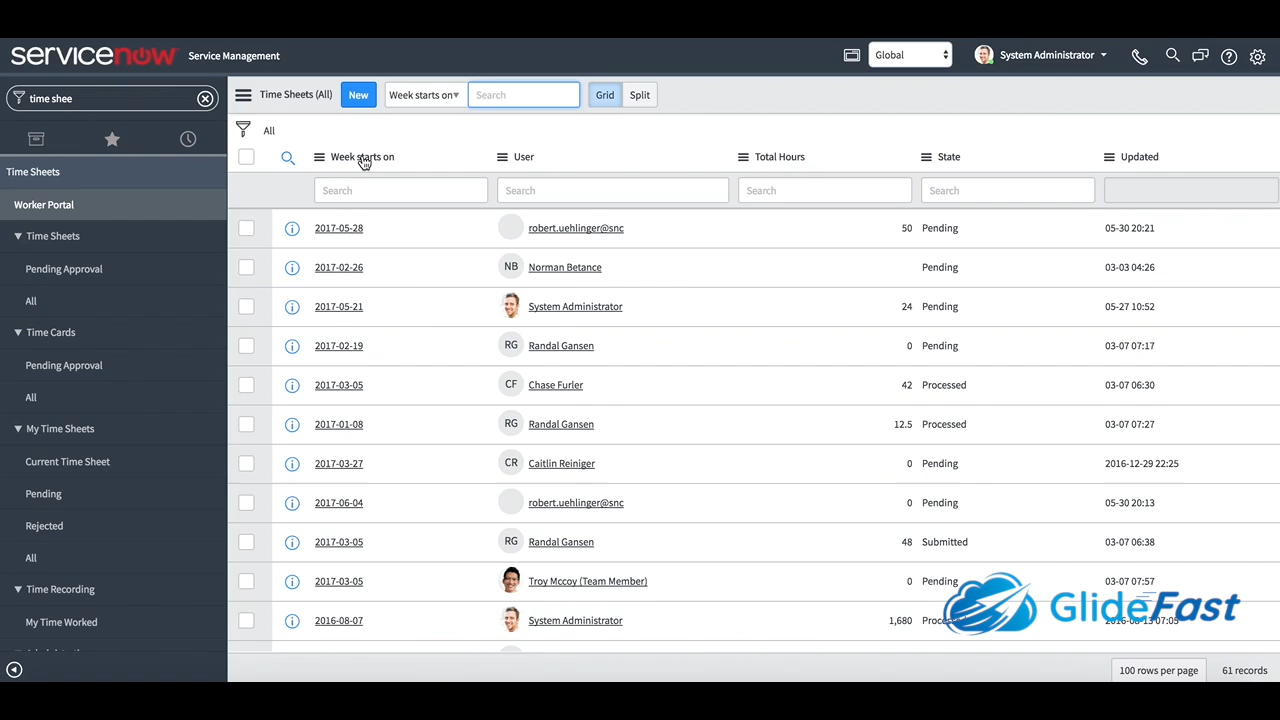 servicenow Service Management Global System Administrator
time shee
Time Sheets (All) New Week starts on Search Grid Split
All
Time Sheets
Worker Portal
Time Sheets
Pending Approval
All
Time Cards
Pending Approval
All
My Time Sheets
Current Time Sheet
Pending
Rejected
All
Time Recording
My Time Worked
Week starts on User Total Hours State Updated
Search Search Search Search
2017-05-28 robert.uehlinger@snc 50 Pending 05-30 20:21
2017-02-26 NB Norman Betance Pending 03-03 04:26
2017-05-21 System Administrator 24 Pending 05-27 10:52
2017-02-19 RG Randal Gansen 0 Pending 03-07 07:17
2017-03-05 CF Chase Furler 42 Processed 03-07 06:30
2017-01-08 RG Randal Gansen 12.5 Processed 03-07 07:27
2017-03-27 CR Caitlin Reiniger 0 Pending 2016-12-29 22:25
2017-06-04 robert.uehlinger@snc 0 Pending 05-30 20:13
2017-03-05 RG Randal Gansen 48 Submitted 03-07 06:38
2017-03-05 Troy Mccoy (Team Member) 0 Pending 03-07 07:57
2016-08-07 System Administrator 1,680
GlideFast
100 rows per page 61 records